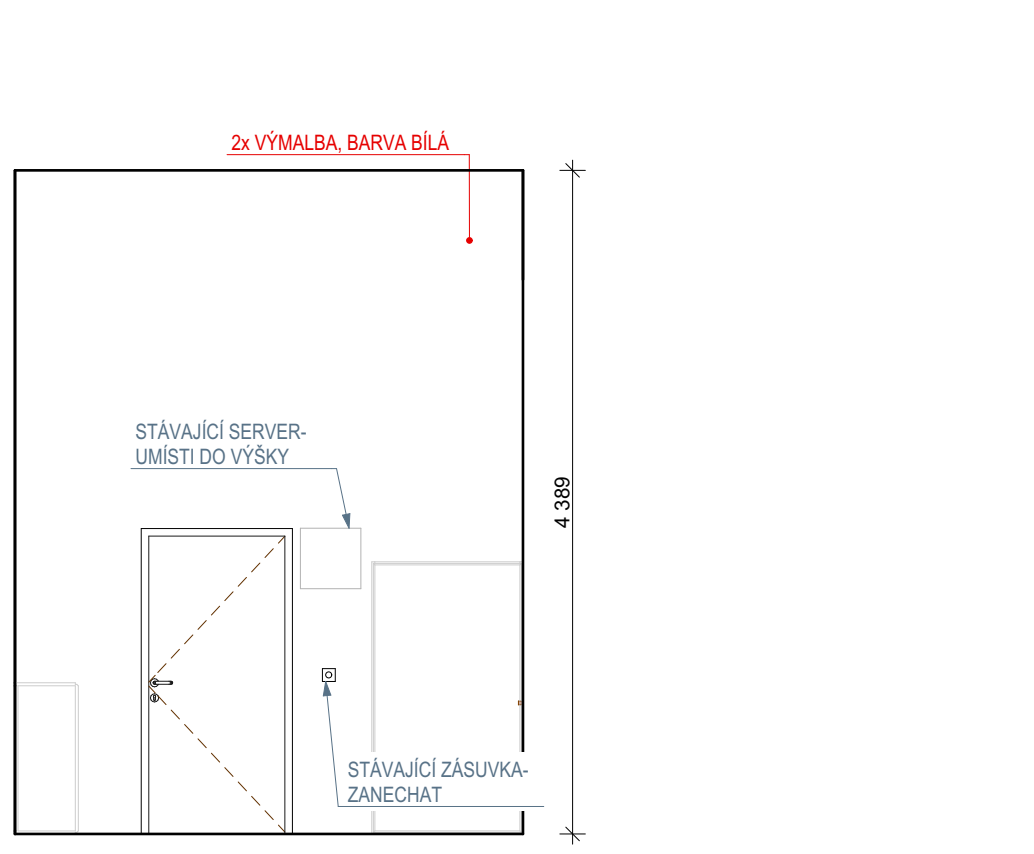 2x VÝMALBA, BARVA BÍLÁ
STÁVAJÍCÍ SERVER-
UMÍSTI DO VÝŠKY
4 389
STÁVAJÍCÍ ZÁSUVKA-
ZANECHAT